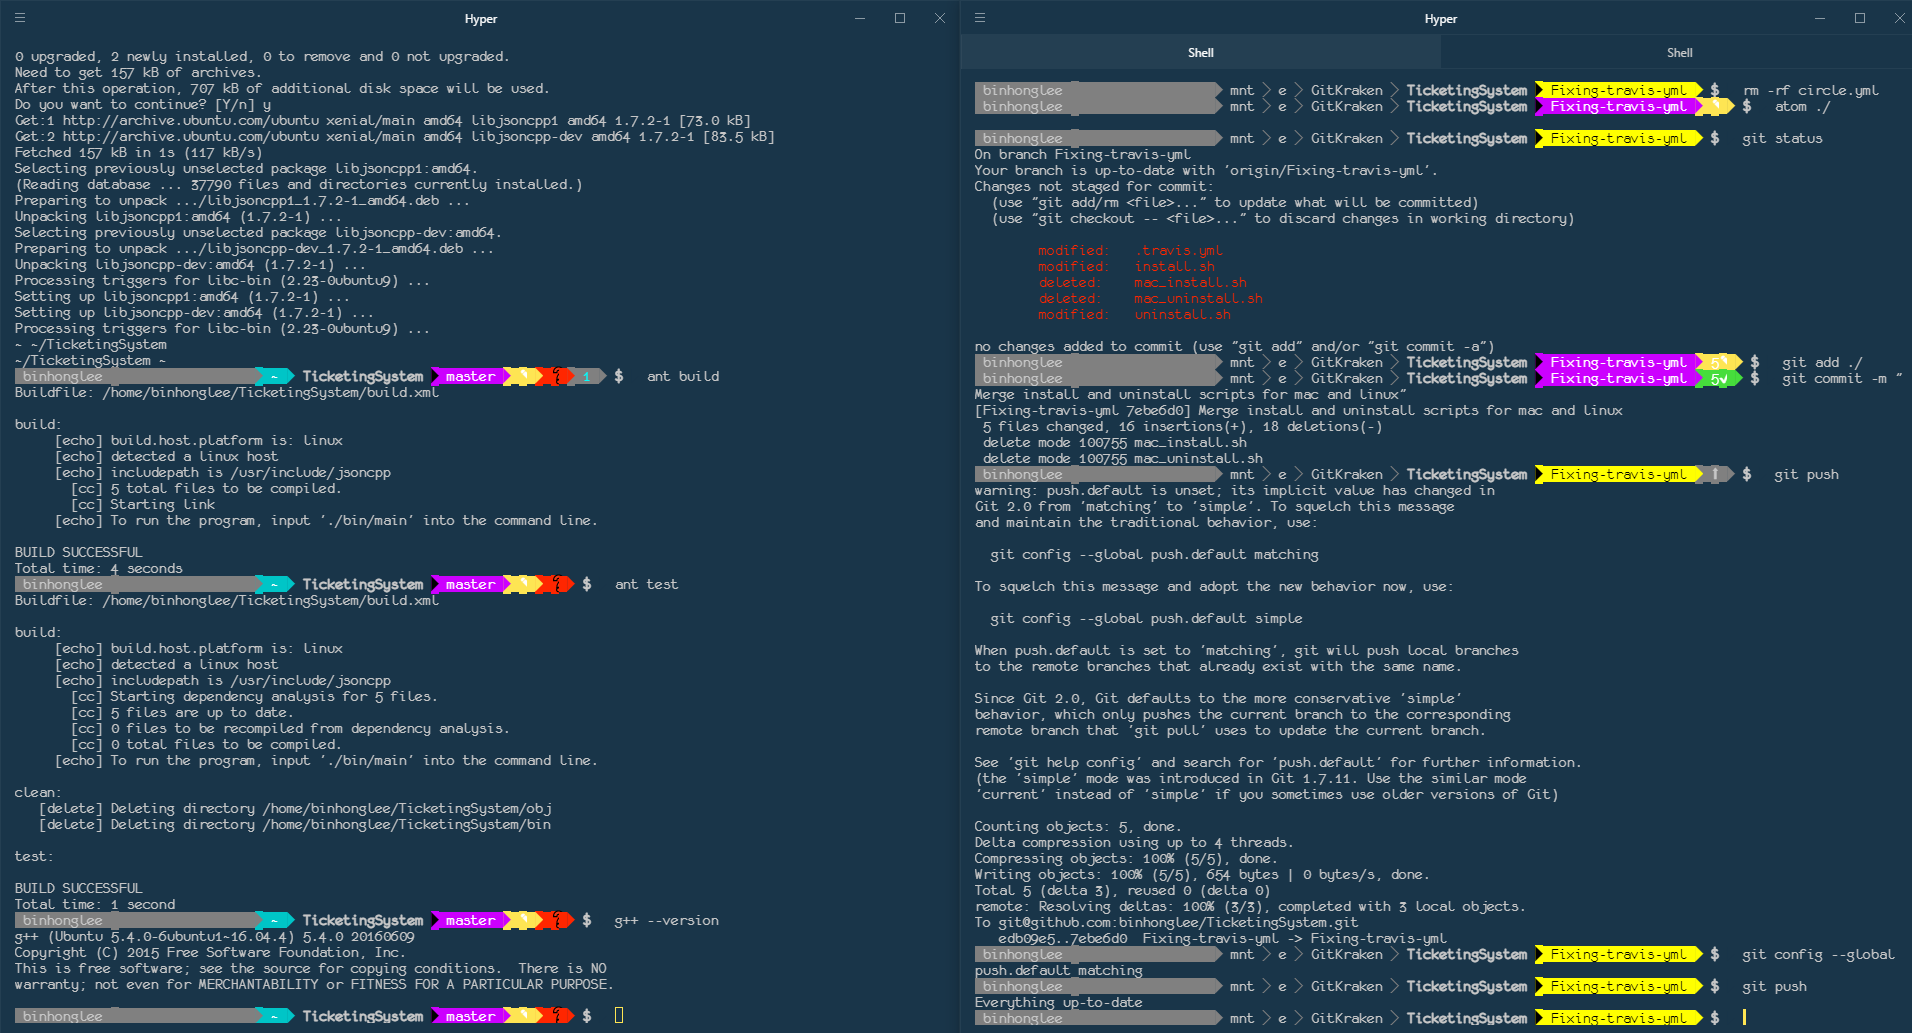 Hyper
0 upgraded, 2 newly installed, 0 to remove and 0 not upgraded.
Need to get 157 kB of archives.
After this operation, 707 kB of additional disk space will be used.
Do you want to continue? [Y/n] y
Get:1 http://archive.ubuntu.com/ubuntu xenial/main amd64 libjsoncpp1 amd64 1.7.2-1 [73.0 kB]
Get:2 http://archive.ubuntu.com/ubuntu xenial/main amd64 libjsoncpp-dev amd64 1.7.2-1 [83.5 kB]
Fetched 157 kB in 1s (117 kB/s)
Selecting previously unselected package libjsoncpp1:amd64.
(Reading database ... 37790 files and directories currently installed.)
Preparing to unpack .../libjsoncpp1_1.7.2-1_amd64.deb ...
Unpacking libjsoncpp1:amd64 (1.7.2-1) ...
Selecting previously unselected package libjsoncpp-dev:amd64.
Preparing to unpack .../libjsoncpp-dev_1.7.2-1_amd64.deb ...
Unpacking libjsoncpp-dev:amd64 (1.7.2-1) ...
Processing triggers for libc-bin (2.23-0ubuntu9) ...
Setting up libjsoncpp1:amd64 (1.7.2-1) ...
Setting up libjsoncpp-dev:amd64 (1.7.2-1) ...
Processing triggers for libc-bin (2.23-0ubuntu9) ...
~ ~/TicketingSystem
~/TicketingSystem ~
binhonglee ~ TicketingSystem master 1 $ ant build
Buildfile: /home/binhonglee/TicketingSystem/build.xml
build:
[echo] build.host.platform is: linux
[echo] detected a linux host
[echo] includepath is /usr/include/jsoncpp
[cc] 5 total files to be compiled.
[cc] Starting link
[echo] To run the program, input './bin/main' into the command line.
BUILD SUCCESSFUL
Total time: 4 seconds
binhonglee ~ TicketingSystem master $ ant test
Buildfile: /home/binhonglee/TicketingSystem/build.xml
build:
[echo] build.host.platform is: linux
[echo] detected a linux host
[echo] includepath is /usr/include/jsoncpp
[cc] Starting dependency analysis for 5 files.
[cc] 5 files are up to date.
[cc] 0 files to be recompiled from dependency analysis.
[cc] 0 total files to be compiled.
[echo] To run the program, input './bin/main' into the command line.
clean:
[delete] Deleting directory /home/binhonglee/TicketingSystem/obj
[delete] Deleting directory /home/binhonglee/TicketingSystem/bin
test:
BUILD SUCCESSFUL
Total time: 1 second
binhonglee ~ TicketingSystem master $ g++ --version
g++ (Ubuntu 5.4.0-6ubuntu1~16.04.4) 5.4.0 20160609
Copyright (C) 2015 Free Software Foundation, Inc.
This is free software; see the source for copying conditions.  There is NO
warranty; not even for MERCHANTABILITY or FITNESS FOR A PARTICULAR PURPOSE.
binhonglee ~ TicketingSystem master $
Hyper
Shell Shell
binhonglee mnt e GitKraken TicketingSystem Fixing-travis-yml $ rm -rf circle.yml
binhonglee mnt e GitKraken TicketingSystem Fixing-travis-yml $ atom ./
binhonglee mnt e GitKraken TicketingSystem Fixing-travis-yml $ git status
On branch Fixing-travis-yml
Your branch is up-to-date with 'origin/Fixing-travis-yml'.
Changes not staged for commit:
(use "git add/rm <file>..." to update what will be committed)
(use "git checkout -- <file>..." to discard changes in working directory)
modified: .travis.yml
modified: install.sh
deleted: mac_install.sh
deleted: mac_uninstall.sh
modified: uninstall.sh
no changes added to commit (use "git add" and/or "git commit -a")
binhonglee mnt e GitKraken TicketingSystem Fixing-travis-yml 5 $ git add ./
binhonglee mnt e GitKraken TicketingSystem Fixing-travis-yml 5✔ $ git commit -m "
Merge install and uninstall scripts for mac and linux"
[Fixing-travis-yml 7ebe6d0] Merge install and uninstall scripts for mac and linux
5 files changed, 16 insertions(+), 18 deletions(-)
delete mode 100755 mac_install.sh
delete mode 100755 mac_uninstall.sh
binhonglee mnt e GitKraken TicketingSystem Fixing-travis-yml ⬆ $ git push
warning: push.default is unset; its implicit value has changed in
Git 2.0 from 'matching' to 'simple'. To squelch this message
and maintain the traditional behavior, use:
git config --global push.default matching
To squelch this message and adopt the new behavior now, use:
git config --global push.default simple
When push.default is set to 'matching', git will push local branches
to the remote branches that already exist with the same name.
Since Git 2.0, Git defaults to the more conservative 'simple'
behavior, which only pushes the current branch to the corresponding
remote branch that 'git pull' uses to update the current branch.
See 'git help config' and search for 'push.default' for further information.
(the 'simple' mode was introduced in Git 1.7.11. Use the similar mode
'current' instead of 'simple' if you sometimes use older versions of Git)
Counting objects: 5, done.
Delta compression using up to 4 threads.
Compressing objects: 100% (5/5), done.
Writing objects: 100% (5/5), 654 bytes | 0 bytes/s, done.
Total 5 (delta 3), reused 0 (delta 0)
remote: Resolving deltas: 100% (3/3), completed with 3 local objects.
To git@github.com:binhonglee/TicketingSystem.git
edb09e5..7ebe6d0  Fixing-travis-yml -> Fixing-travis-yml
binhonglee mnt e GitKraken TicketingSystem Fixing-travis-yml $ git config --global
push.default matching
binhonglee mnt e GitKraken TicketingSystem Fixing-travis-yml $ git push
Everything up-to-date
binhonglee mnt e GitKraken TicketingSystem Fixing-travis-yml $